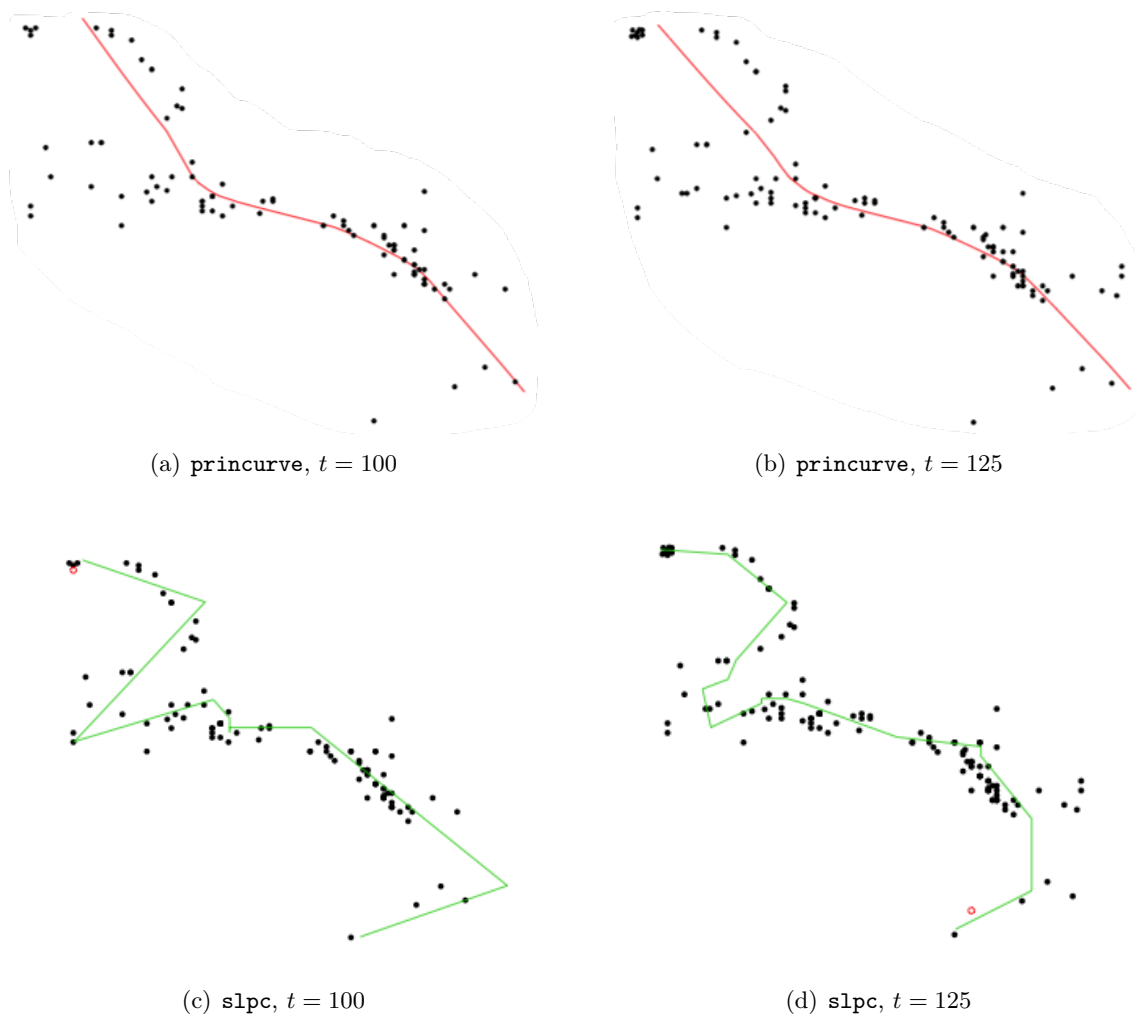 (a) princurve, t = 100
(b) princurve, t = 125
(c) slpc, t = 100
(d) slpc, t = 125